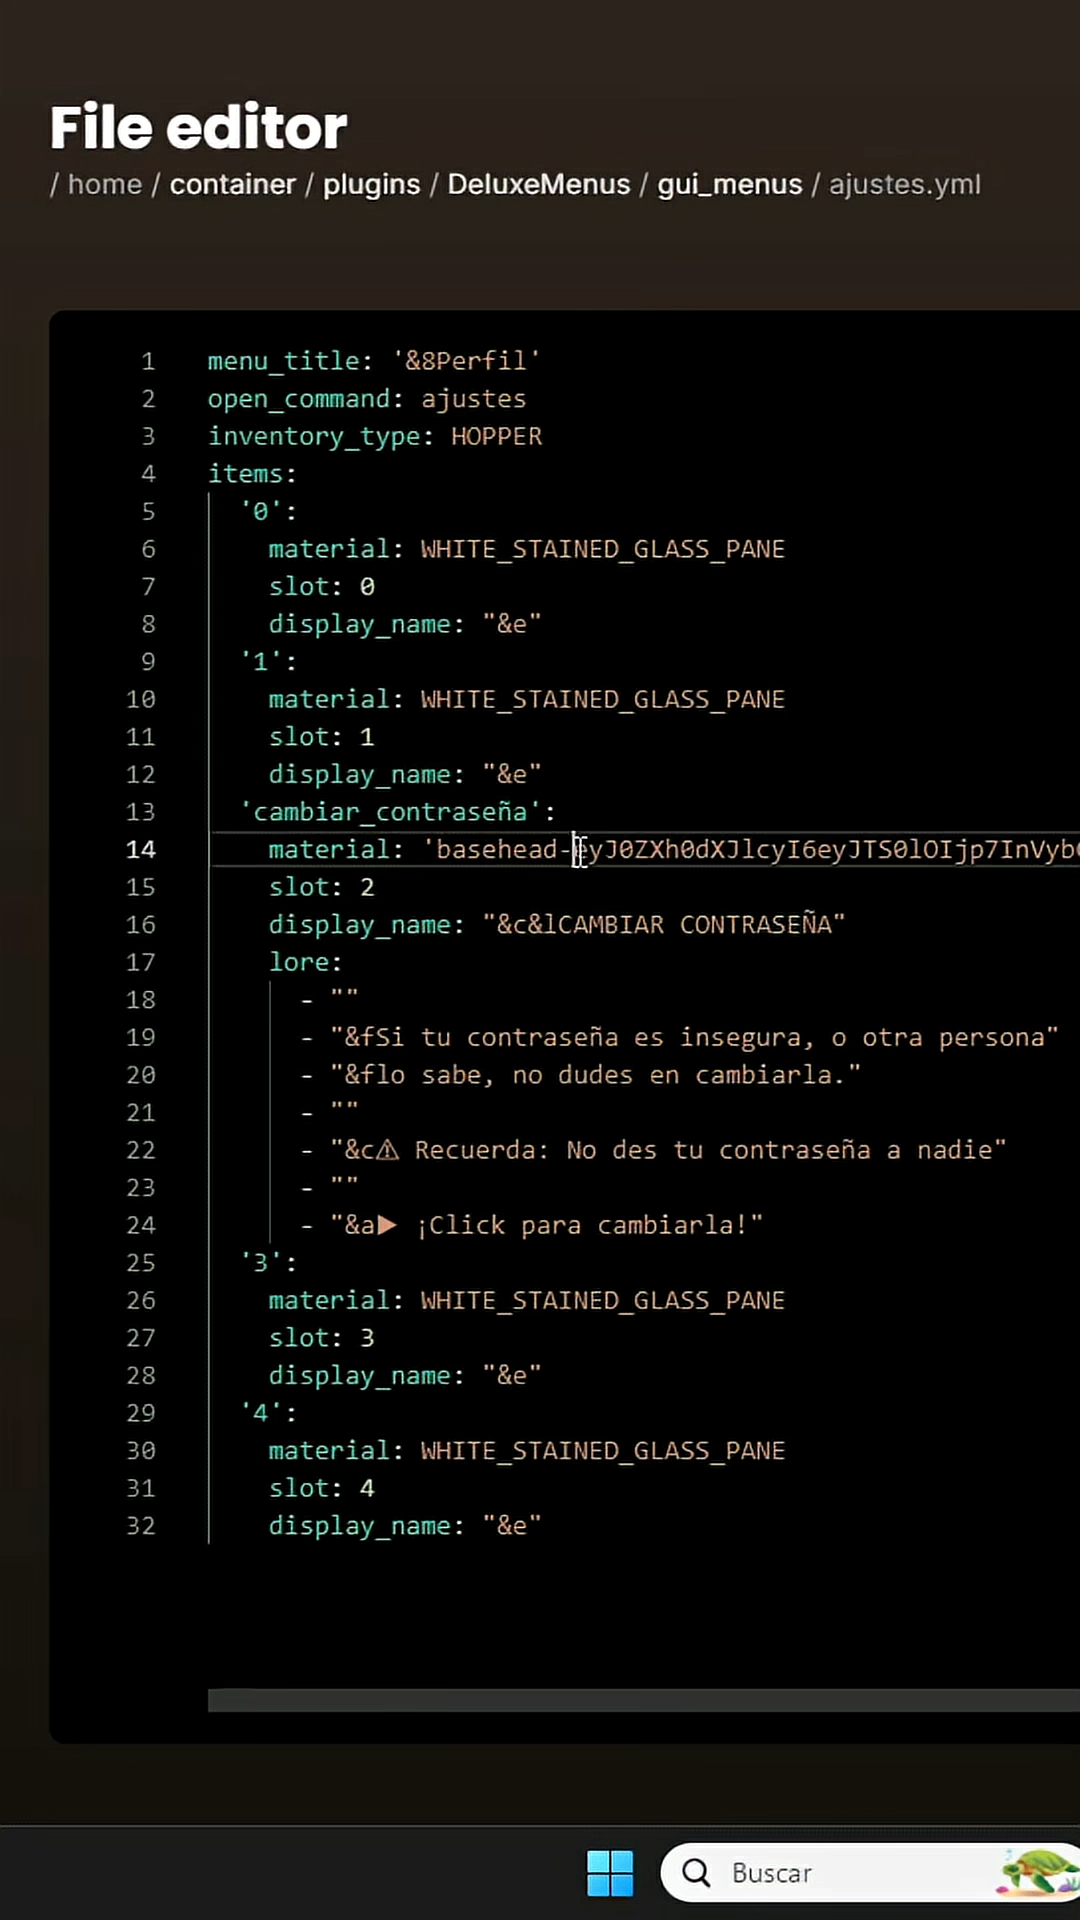 File editor
/ home / container / plugins / DeluxeMenus / gui_menus / ajustes.yml
1 menu_title: '&8Perfil'
2 open_command: ajustes
3 inventory_type: HOPPER
4 items:
5 '0':
6 material: WHITE_STAINED_GLASS_PANE
7 slot: 0
8 display_name: "&e"
9 '1':
10 material: WHITE_STAINED_GLASS_PANE
11 slot: 1
12 display_name: "&e"
13 'cambiar_contraseña':
14 material: 'basehead-eyJ0ZXh0dXJlcyI6eyJTS0lOIjp7InVyb
15 slot: 2
16 display_name: "&c&lCAMBIAR CONTRASEÑA"
17 lore:
18 - ""
19 - "&fSi tu contraseña es insegura, o otra persona"
20 - "&flo sabe, no dudes en cambiarla."
21 - ""
22 - "&c⚠ Recuerda: No des tu contraseña a nadie"
23 - ""
24 - "&a▶ ¡Click para cambiarla!"
25 '3':
26 material: WHITE_STAINED_GLASS_PANE
27 slot: 3
28 display_name: "&e"
29 '4':
30 material: WHITE_STAINED_GLASS_PANE
31 slot: 4
32 display_name: "&e"
Buscar